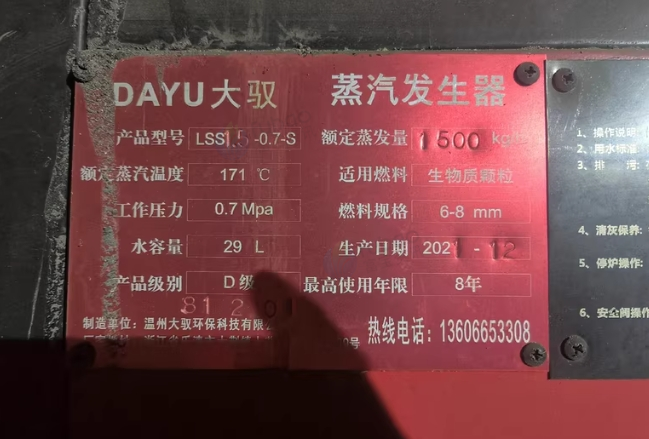 DAYU大驭 蒸汽发生器
产品型号 LSS1.5-0.7-S 额定蒸发量 1500 kg/
额定蒸汽温度 171 ℃ 适用燃料 生物质颗粒
工作压力 0.7 Mpa 燃料规格 6-8 mm
水容量 29 L 生产日期 2021 - 12
产品级别 D级 最高使用年限 8年
制造单位：温州大驭环保科技有限 热线电话：13606653308
1、操作说明
2、用水标准
3、排 污：
4、清灰保养：
5、停炉操作：
6、安全阀操作